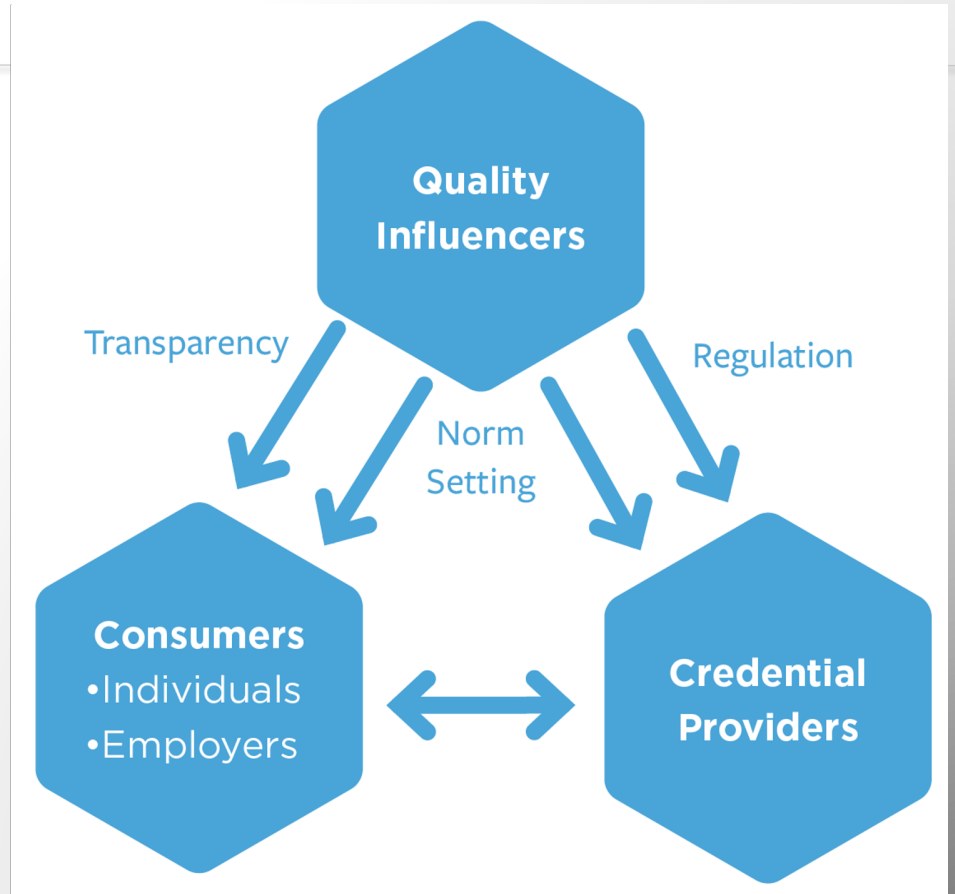 Quality
Influencers
Transparency
Regulation
Norm
Setting
Consumers
•Individuals
•Employers
Credential
Providers